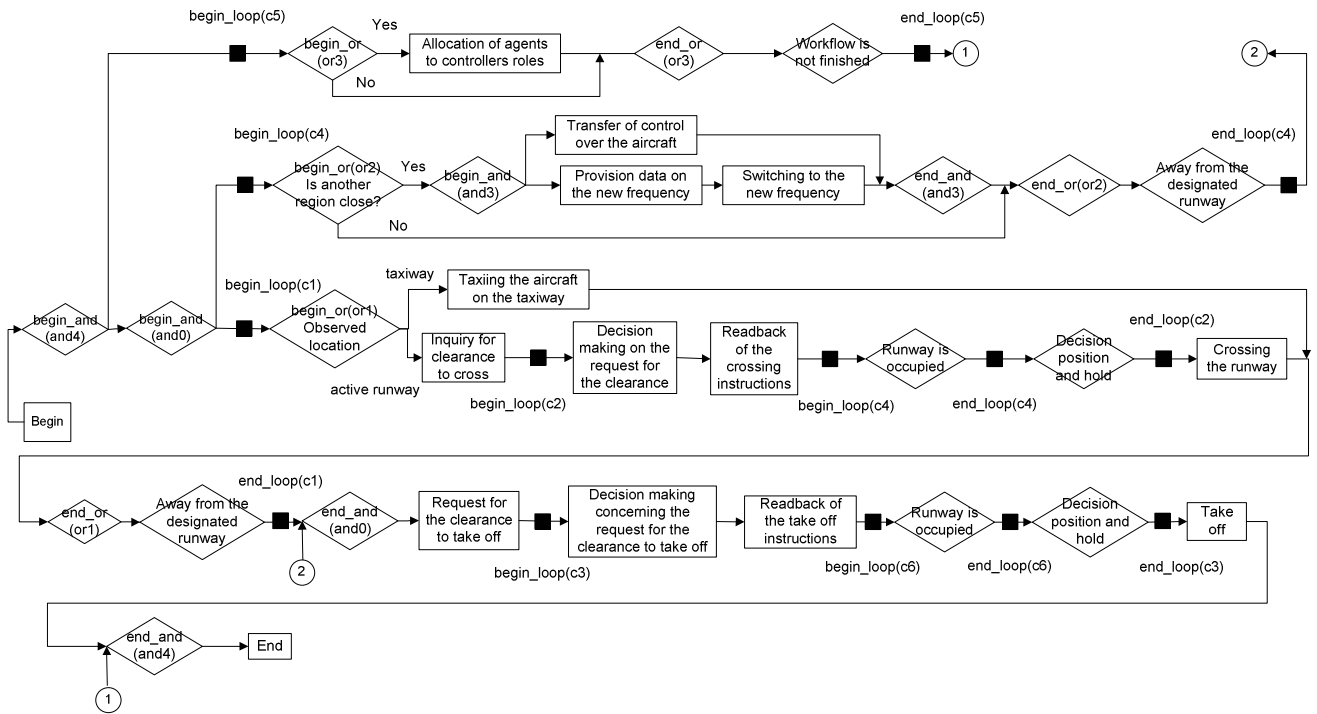 begin_loop(c5)
begin_or
(or3)
Yes
No
Allocation of agents
to controllers roles
end_or
(or3)
Workflow is
not finished
end_loop(c5)
1
2
begin_loop(c4)
begin_or(or2)
Is another
region close?
Yes
No
begin_and
(and3)
Transfer of control
over the aircraft
Provision data on
the new frequency
Switching to the
new frequency
end_and
(and3)
end_or(or2)
Away from the
designated
runway
end_loop(c4)
begin_and
(and4)
begin_and
(and0)
begin_loop(c1)
begin_or(or1)
Observed
location
taxiway
Taxiing the aircraft
on the taxiway
active runway
Inquiry for
clearance
to cross
begin_loop(c2)
Decision
making on the
request for
the clearance
Readback
of the
crossing
instructions
begin_loop(c4)
Runway is
occupied
end_loop(c4)
Decision
position
and hold
end_loop(c2)
Crossing
the runway
Begin
end_or
(or1)
Away from the
designated
runway
end_loop(c1)
2
end_and
(and0)
Request for
the clearance
to take off
begin_loop(c3)
Decision making
concerning the
request for the
clearance to take off
Readback of
the take off
instructions
begin_loop(c6)
Runway is
occupied
end_loop(c6)
Decision
position and
hold
end_loop(c3)
Take
off
end_and
(and4)
End
1